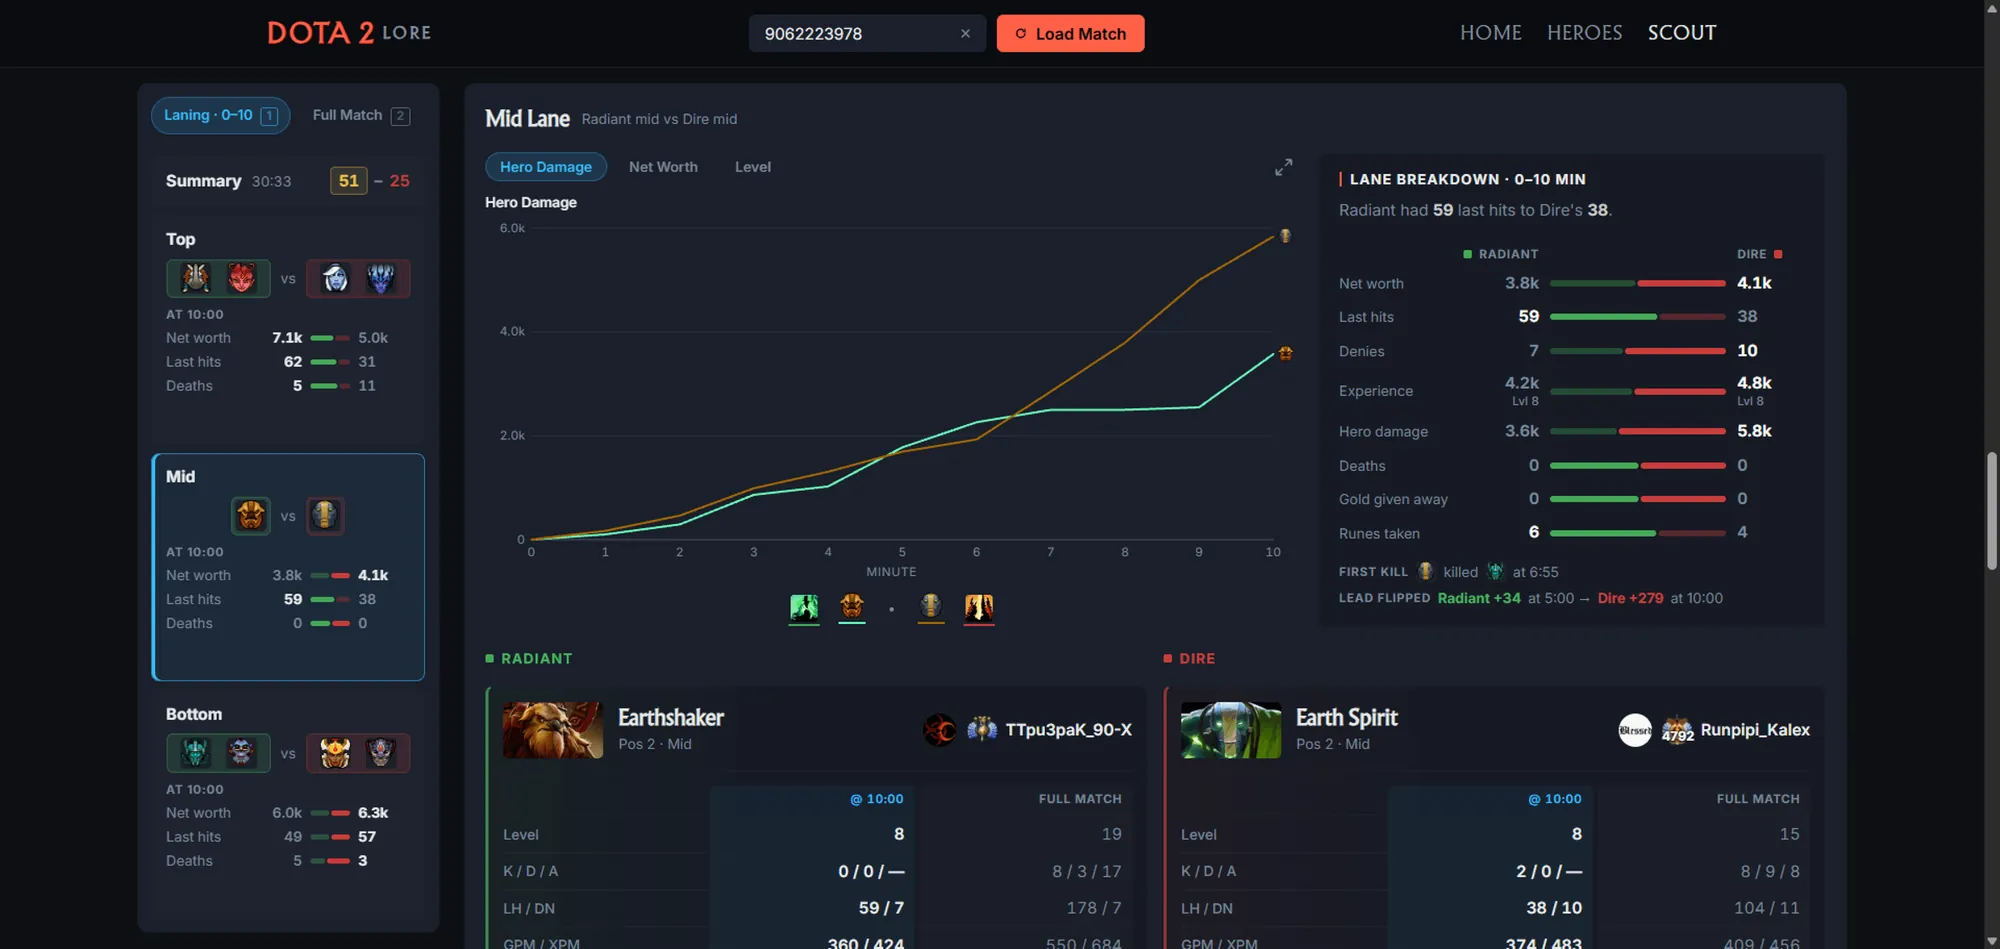 DOTA 2 LORE
9062223978 ×
Load Match
HOME HEROES SCOUT
Laning · 0–10 1 Full Match 2
Summary 30:33 51 – 25
Top
vs
AT 10:00
Net worth 7.1k 5.0k
Last hits 62 31
Deaths 5 11
Mid
vs
AT 10:00
Net worth 3.8k 4.1k
Last hits 59 38
Deaths 0 0
Bottom
vs
AT 10:00
Net worth 6.0k 6.3k
Last hits 49 57
Deaths 5 3
Mid Lane Radiant mid vs Dire mid
Hero Damage Net Worth Level
Hero Damage
6.0k
4.0k
2.0k
0
0 1 2 3 4 5 6 7 8 9 10
MINUTE
LANE BREAKDOWN · 0–10 MIN
Radiant had 59 last hits to Dire's 38.
RADIANT DIRE
Net worth 3.8k 4.1k
Last hits 59 38
Denies 7 10
Experience 4.2k 4.8k
Lvl 8 Lvl 8
Hero damage 3.6k 5.8k
Deaths 0 0
Gold given away 0 0
Runes taken 6 4
FIRST KILL killed at 6:55
LEAD FLIPPED Radiant +34 at 5:00 → Dire +279 at 10:00
RADIANT
Earthshaker
Pos 2 · Mid
TTpu3paK_90-X
@ 10:00 FULL MATCH
Level 8 19
K / D / A 0 / 0 / — 8 / 3 / 17
LH / DN 59 / 7 178 / 7
GPM / XPM 360 / 424 550 / 684
DIRE
Earth Spirit
Pos 2 · Mid
Blessed
4792
Runpipi_Kalex
@ 10:00 FULL MATCH
Level 8 15
K / D / A 2 / 0 / — 8 / 9 / 8
LH / DN 38 / 10 104 / 11
GPM / XPM 374 / 483 409 / 456